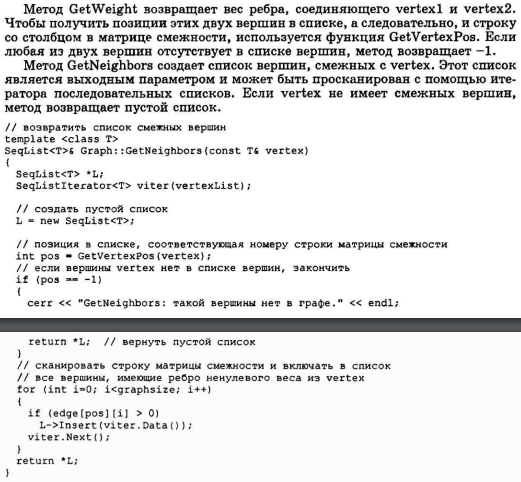 Метод GetWeight возвращает вес ребра, соединяющего vertex1 и vertex2.
Чтобы получить позиции этих двух вершин в списке, а следовательно, и строку
со столбцом в матрице смежности, используется функция GetVertexPos. Если
любая из двух вершин отсутствует в списке вершин, метод возвращает −1.
Метод GetNeighbors создает список вершин, смежных с vertex. Этот список
является выходным параметром и может быть просканирован с помощью ите-
ратора последовательных списков. Если vertex не имеет смежных вершин,
метод возвращает пустой список.
// возвратить список смежных вершин
template <class T>
SeqList<T>& Graph::GetNeighbors(const T& vertex)
{
SeqList<T> *L;
SeqListIterator<T> viter(vertexList);
// создать пустой список
L = new SeqList<T>;
// позиция в списке, соответствующая номеру строки матрицы смежности
int pos = GetVertexPos(vertex);
// если вершины vertex нет в списке вершин, закончить
if (pos == -1)
{
cerr << "GetNeighbors: такой вершины нет в графе." << endl;
return *L; // вернуть пустой список
}
// сканировать строку матрицы смежности и включать в список
// все вершины, имеющие ребро ненулевого веса из vertex
for (int i=0; i<graphsize; i++)
{
if (edge[pos][i] > 0)
L->Insert(viter.Data());
viter.Next();
}
return *L;
}